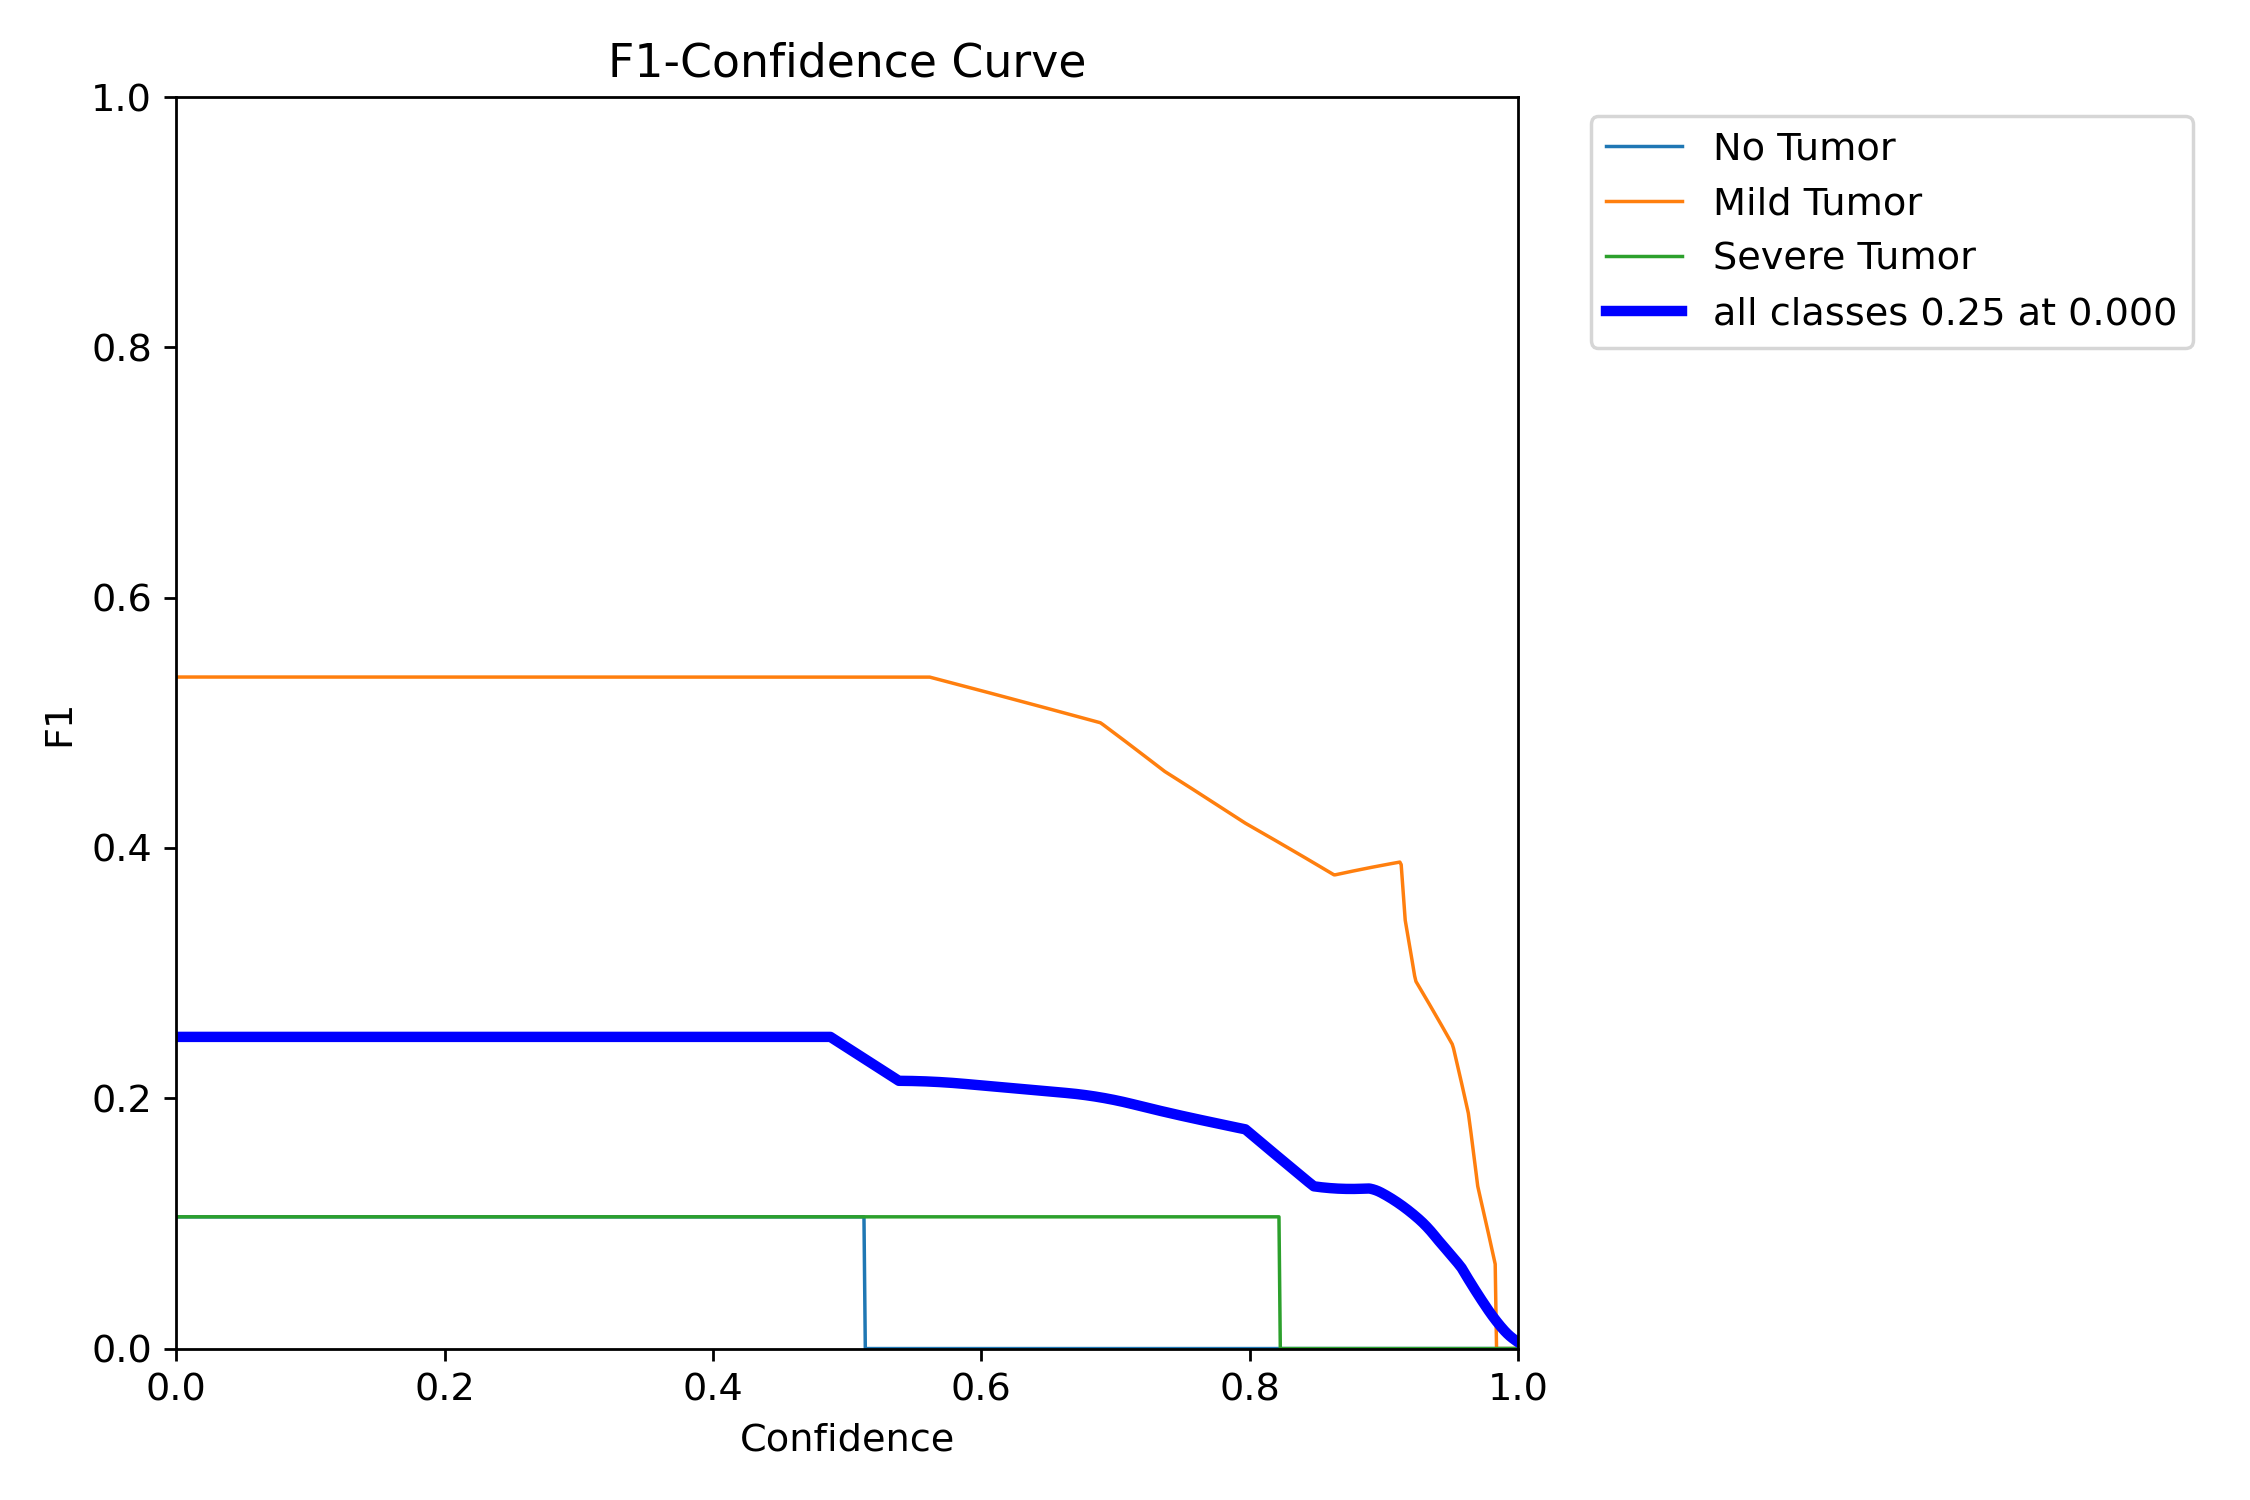 F1-Confidence Curve
1.0
0.8
0.6
0.4
0.2
0.0
F1
0.0 0.2 0.4 0.6 0.8 1.0
Confidence
No Tumor
Mild Tumor
Severe Tumor
all classes 0.25 at 0.000